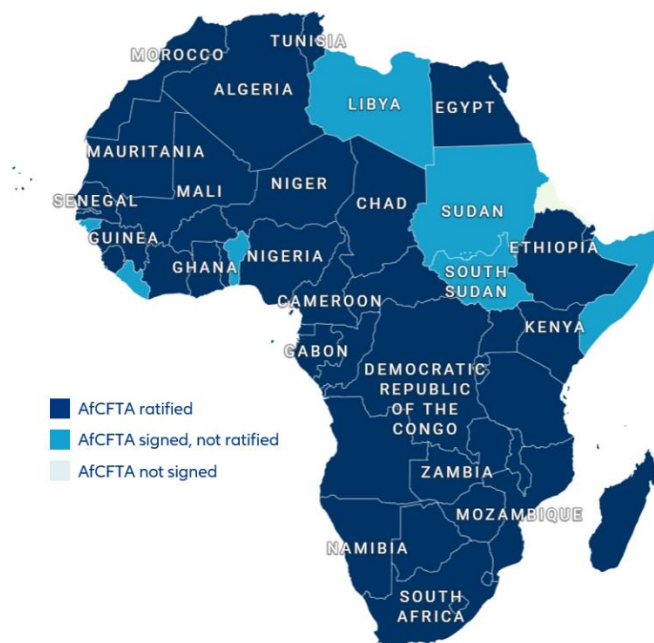 TUNISIA
MOROCCO
ALGERIA
LIBYA
EGYPT
MAURITANIA
MALI
NIGER
CHAD
SUDAN
SENEGAL
GUINEA
GHANA
NIGERIA
ETHIOPIA
SOUTH
SUDAN
CAMEROON
KENYA
GABON
DEMOCRATIC
REPUBLIC
OF THE
CONGO
AfCFTA ratified
AfCFTA signed, not ratified
AfCFTA not signed
ZAMBIA
MOZAMBIQUE
NAMIBIA
SOUTH
AFRICA